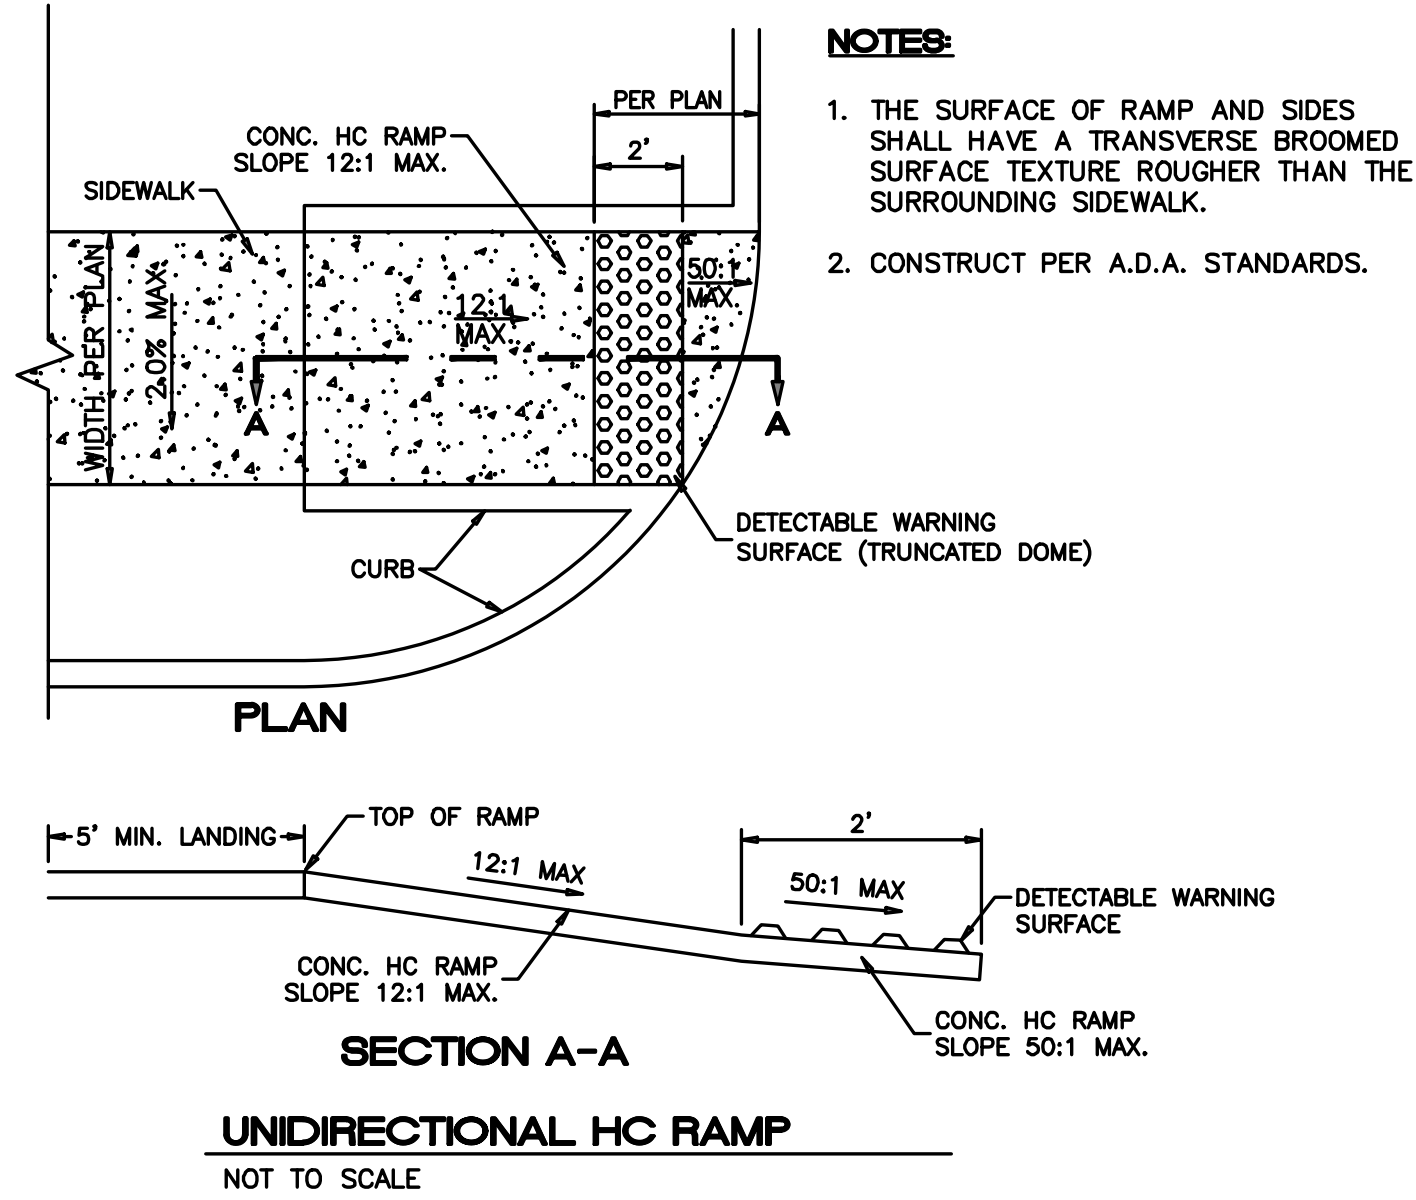 NOTES:
1. THE SURFACE OF RAMP AND SIDES
SHALL HAVE A TRANSVERSE BROOMED
SURFACE TEXTURE ROUGHER THAN THE
SURROUNDING SIDEWALK.
2. CONSTRUCT PER A.D.A. STANDARDS.
PER PLAN
2'
CONC. HC RAMP
SLOPE 12:1 MAX.
SIDEWALK
WIDTH PER PLAN
2.0% MAX
12:1
MAX.
50:1
MAX.
A
A
DETECTABLE WARNING
SURFACE (TRUNCATED DOME)
CURB
PLAN
5' MIN. LANDING
TOP OF RAMP
12:1 MAX
2'
50:1 MAX
DETECTABLE WARNING
SURFACE
CONC. HC RAMP
SLOPE 12:1 MAX.
CONC. HC RAMP
SLOPE 50:1 MAX.
SECTION A-A
UNIDIRECTIONAL HC RAMP
NOT TO SCALE